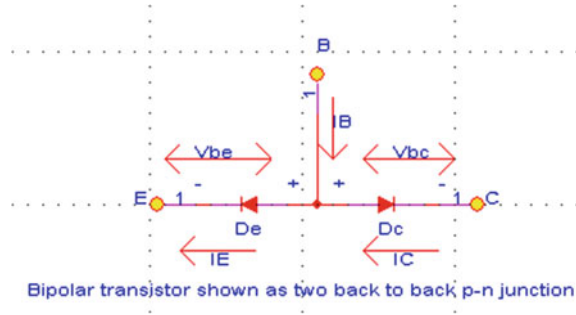 B
1
IB
Vbe
Vbc
E 1 - + + - 1 C
De
Dc
IE
IC
Bipolar transistor shown as two back to back p-n junction